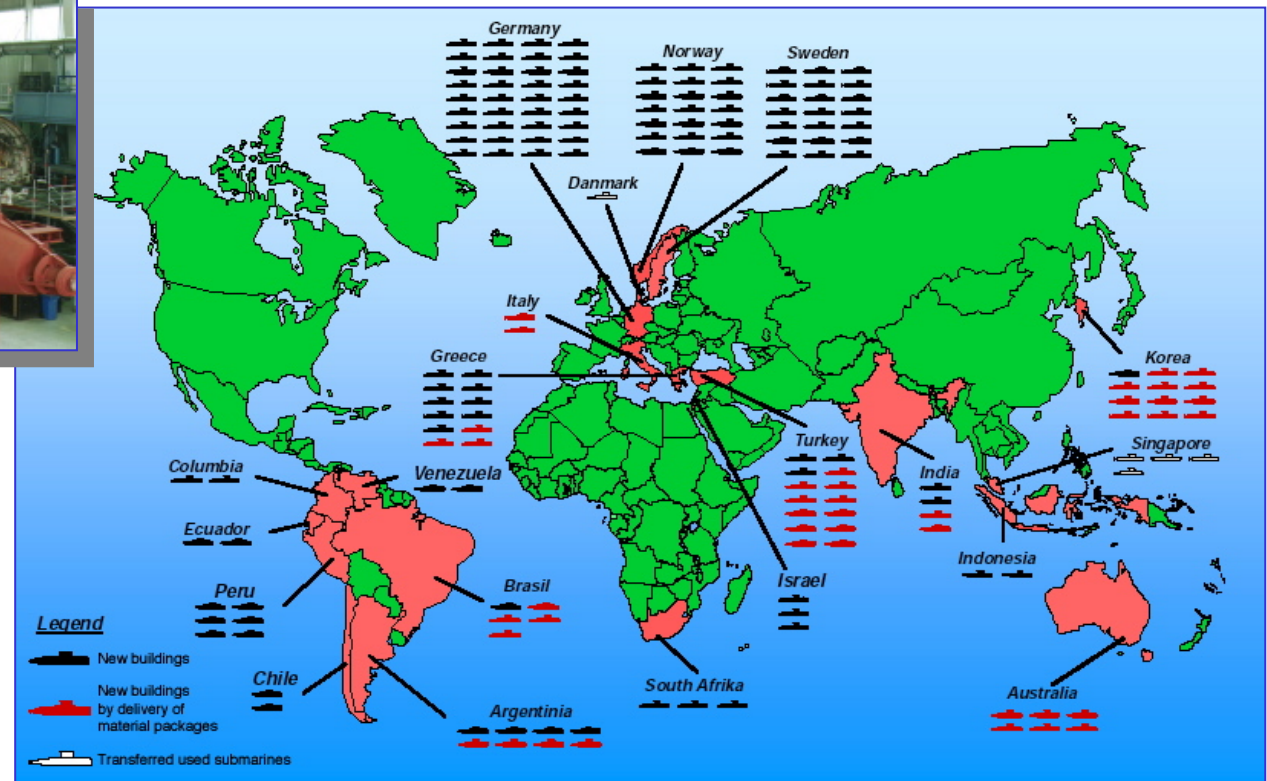 Germany
Norway
Sweden
Danmark
Italy
Greece
Korea
Turkey
Singapore
India
Columbia
Venezuela
Ecuador
Indonesia
Israel
Peru
Brasil
Legend
New buildings
Chile
South Afrika
Australia
New buildings
by delivery of
material packages
Argentinia
Transferred used submarines